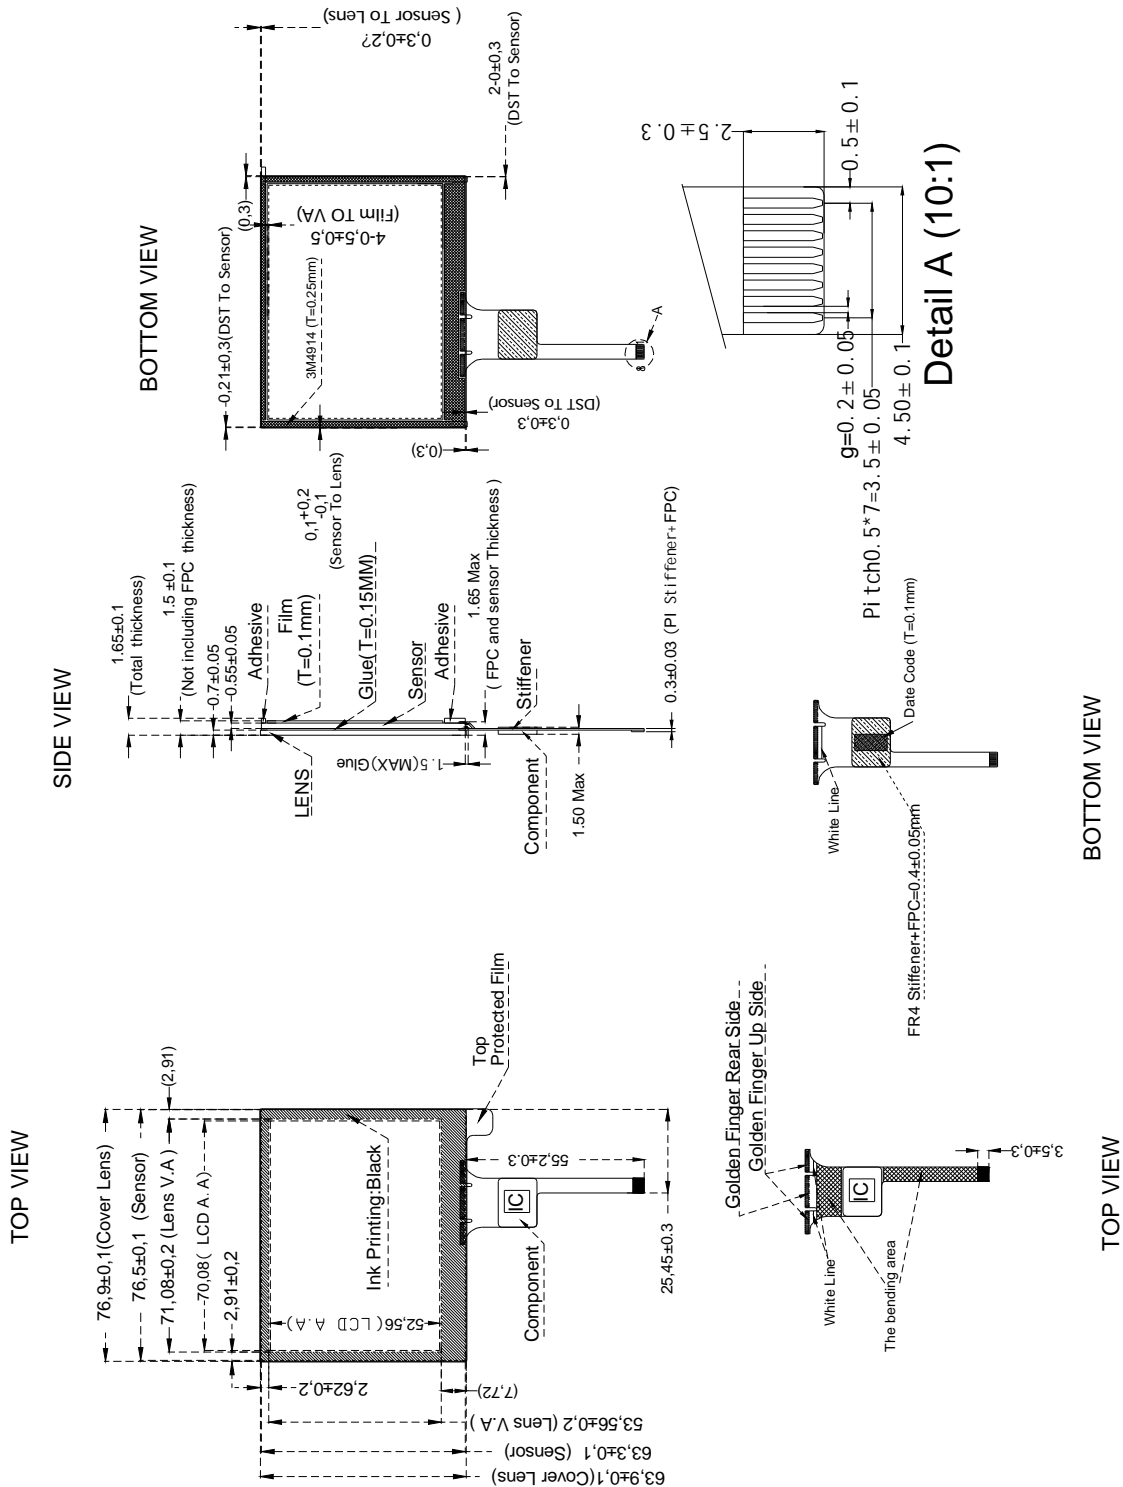 TOP VIEW
76,9±0,1(Cover Lens)
76,5±0,1 (Sensor)
71,08±0,2 (Lens V.A )
70,08( LCD A. A)
2,91±0,2
(2,91)
Ink Printing:Black
52,56(LCD A.A)
Top
Protected Film
IC
55,2±0.3
Component
25,45±0.3
2,62±0,2
(7,72)
53,56±0,2 (Lens V.A )
63,3±0,1 (Sensor)
63,9±0,1(Cover Lens)
SIDE VIEW
1.65±0.1
(Total thickness)
1.5 ±0.1
(Not including FPC thickness)
0.7±0.05
0.55±0.05
Adhesive
Film
(T=0.1mm)
Glue(T=0.15MM)
Sensor
Adhesive
1.65 Max
( FPC and sensor Thickness )
Stiffener
0.3±0.03 (PI Stiffener+FPC)
LENS
1.5(MAX)Glue
Component
1.50 Max
0,1+0,2
-0,1
(Sensor To Lens)
BOTTOM VIEW
-0,21±0,3(DST To Sensor)
(0,3)
0,3±0,2?
( Sensor To Lens)
4-0,5±0,5
(Film TO VA)
3M4914 (T=0.25mm)
2-0±0,3
(DST To Sensor)
0,3±0,3
(DST To Sensor)
(0,3)
A
8
2.5±0.3
0.5±0.1
g=0.2±0.05
Pitch0.5*7=3.5±0.05
4.50±0.1
Detail A (10:1)
TOP VIEW
Golden Finger Rear Side
Golden Finger Up Side
White Line
IC
The bending area
3,5±0,3
BOTTOM VIEW
White Line
Date Code (T=0.1mm)
FR4 Stiffener+FPC=0.4±0.05mm